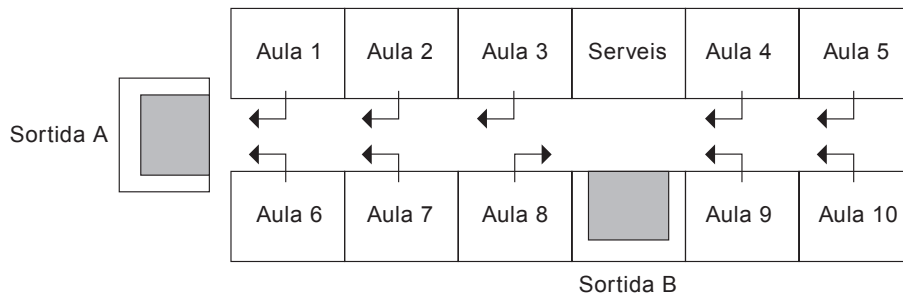 Aula 1 Aula 2 Aula 3 Serveis Aula 4 Aula 5
Sortida A
Aula 6 Aula 7 Aula 8 Aula 9 Aula 10
Sortida B